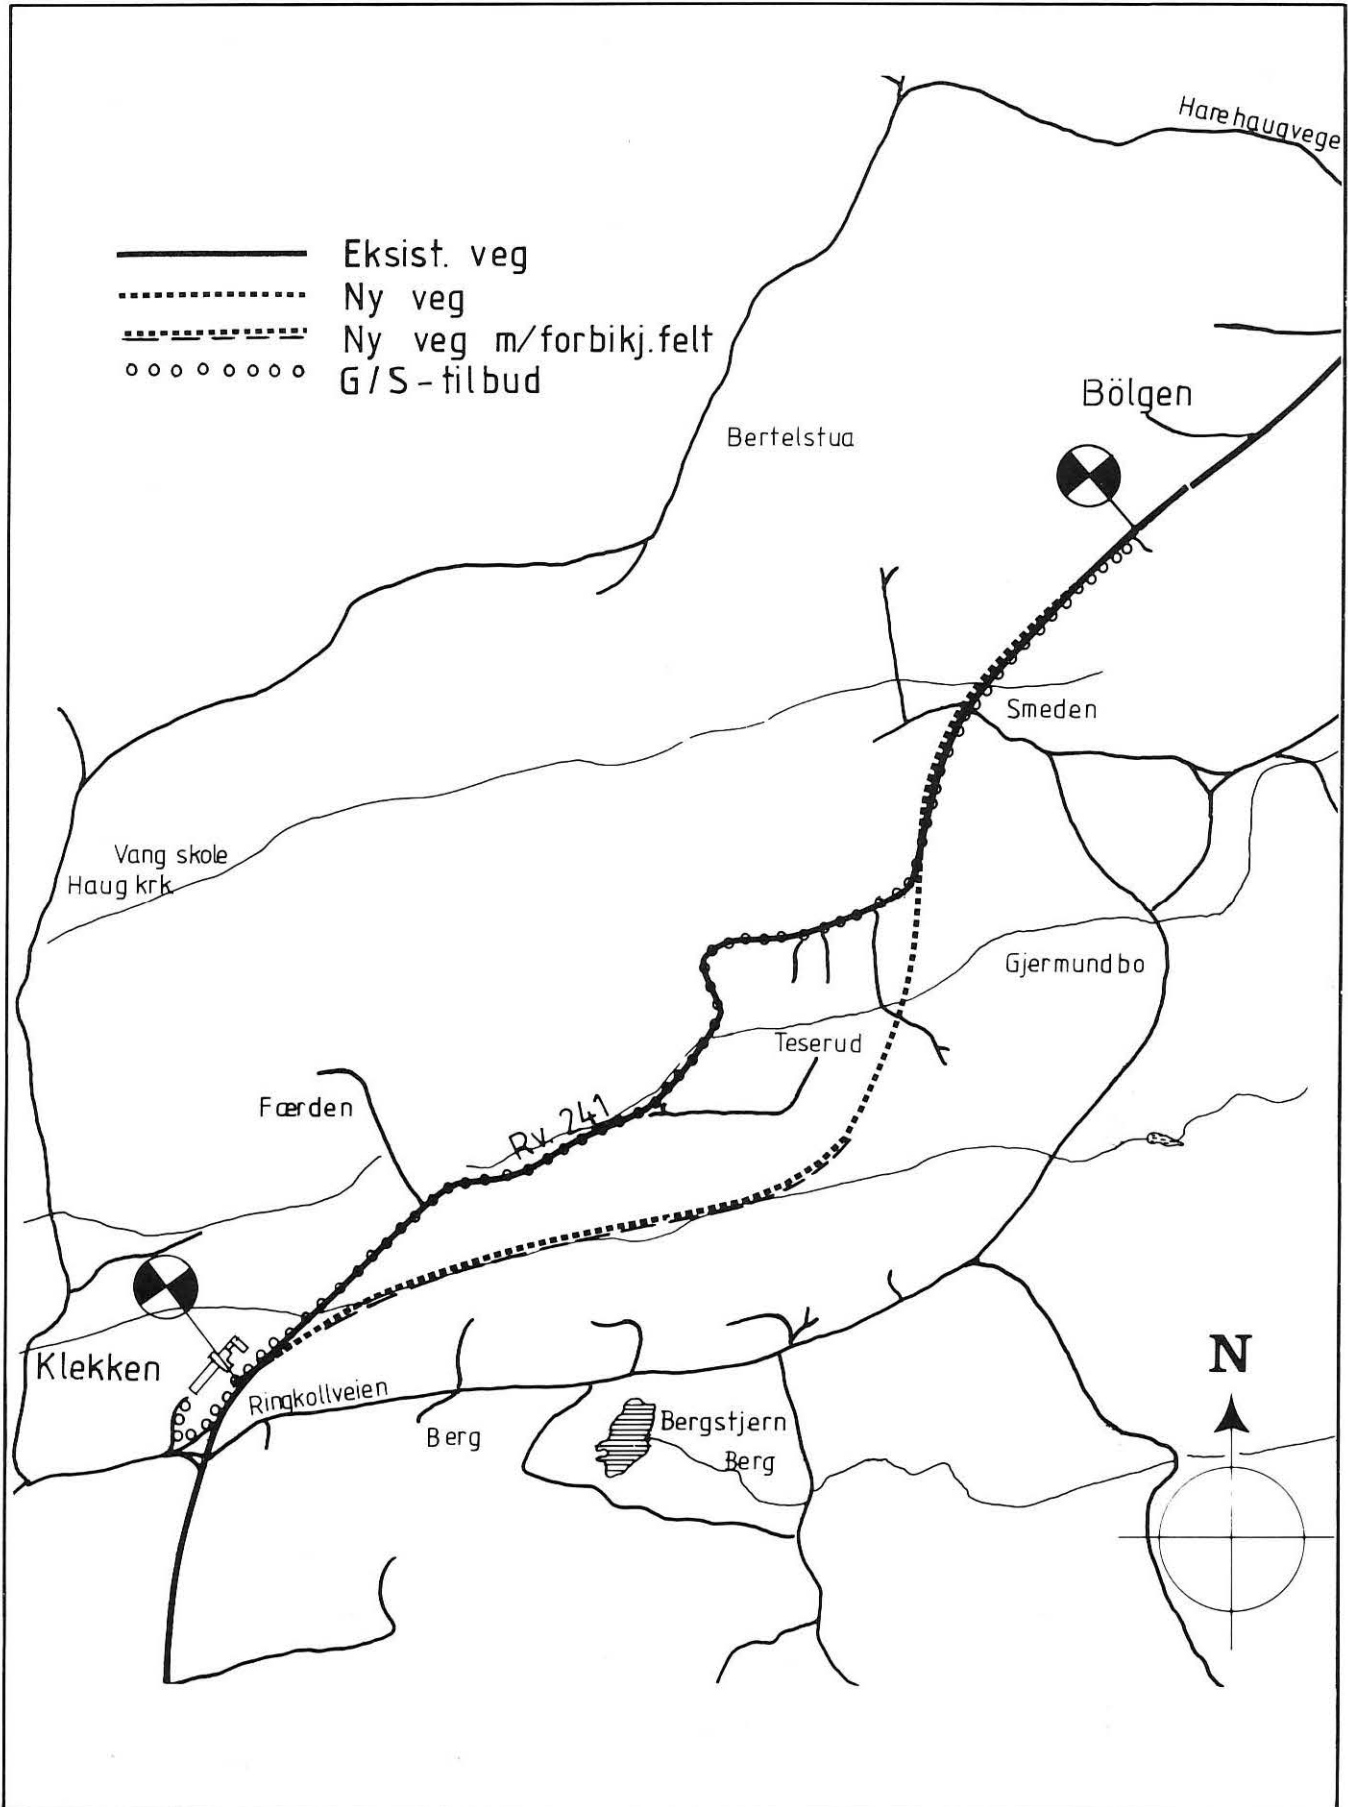 Harehaugvege
Eksist. veg
Ny veg
Ny veg m/forbikj.felt
G/S-tilbud
Bölgen
Bertelstua
Smeden
Vang skole
Haug krk
Gjermundbo
Teserud
Færden
Rv. 241
Klekken
Ringkollveien
Berg
Bergstjern
Berg
N